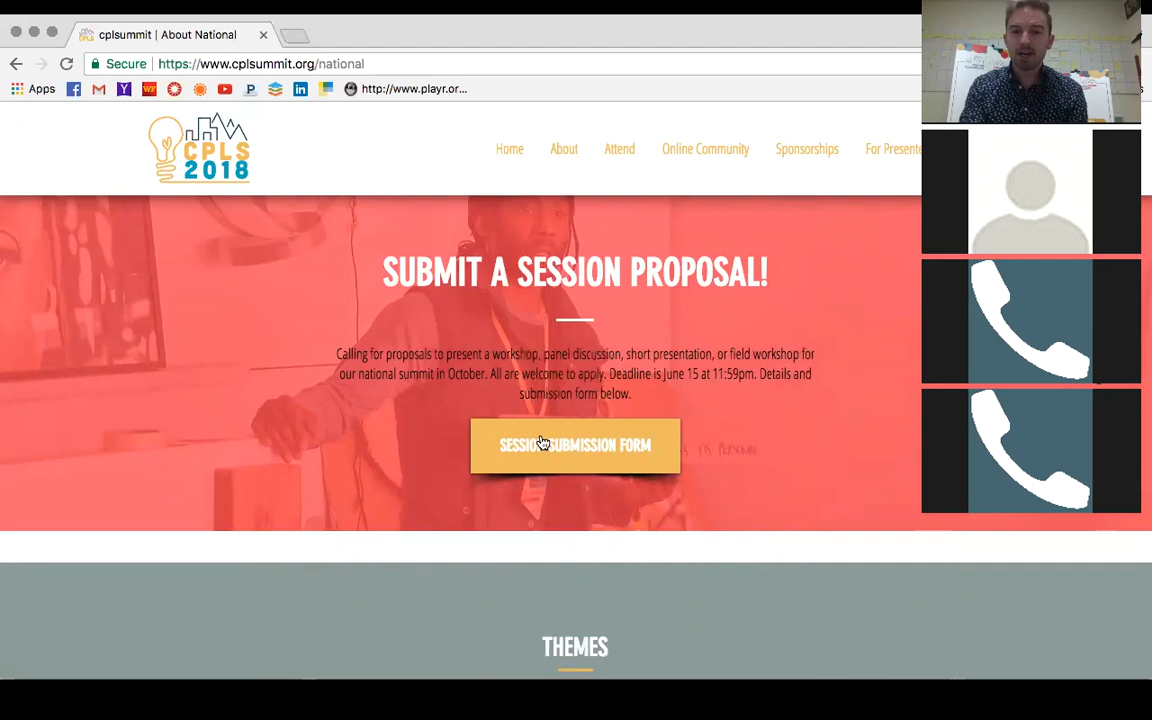 cplsummit | About National
Secure https://www.cplsummit.org/national
Apps http://www.playr.or...
CPLS
2018
Home About Attend Online Community Sponsorships For Presente
SUBMIT A SESSION PROPOSAL!
Calling for proposals to present a workshop, panel discussion, short presentation, or field workshop for
our national summit in October. All are welcome to apply. Deadline is June 15 at 11:59pm. Details and
submission form below.
SESSION SUBMISSION FORM
THEMES